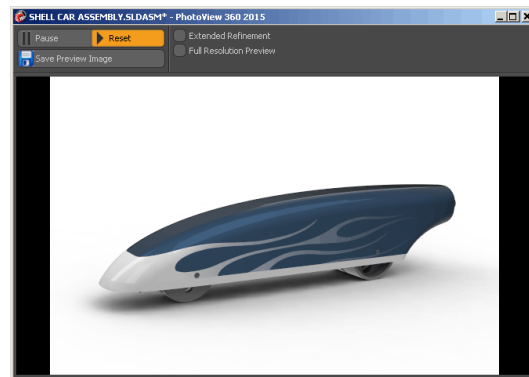 SHELL CAR ASSEMBLY.SLDASM* - PhotoView 360 2015
Pause
Reset
Extended Refinement
Save Preview Image
Full Resolution Preview